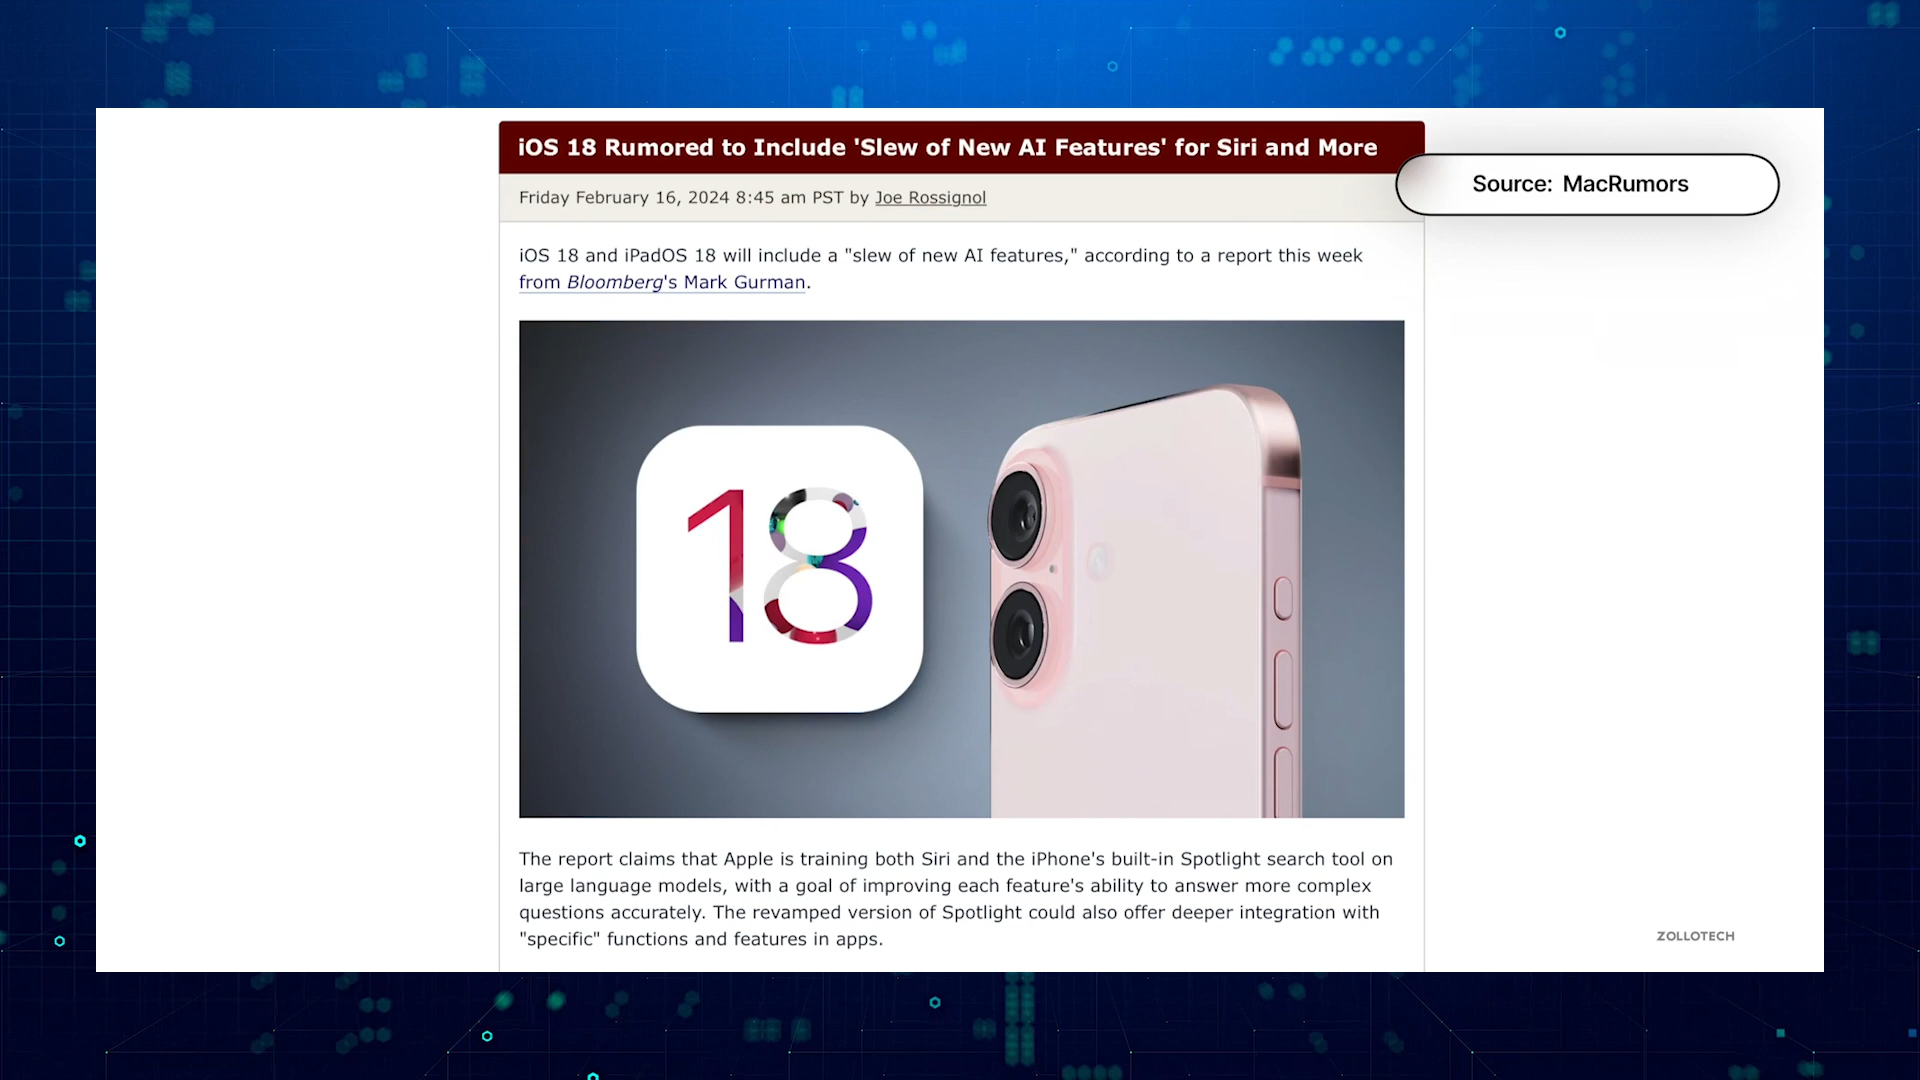 iOS 18 Rumored to Include 'Slew of New AI Features' for Siri and More
Source: MacRumors
Friday February 16, 2024 8:45 am PST by Joe Rossignol
iOS 18 and iPadOS 18 will include a "slew of new AI features," according to a report this week
from Bloomberg's Mark Gurman.
18
The report claims that Apple is training both Siri and the iPhone's built-in Spotlight search tool on
large language models, with a goal of improving each feature's ability to answer more complex
questions accurately. The revamped version of Spotlight could also offer deeper integration with
"specific" functions and features in apps.
ZOLLOTECH